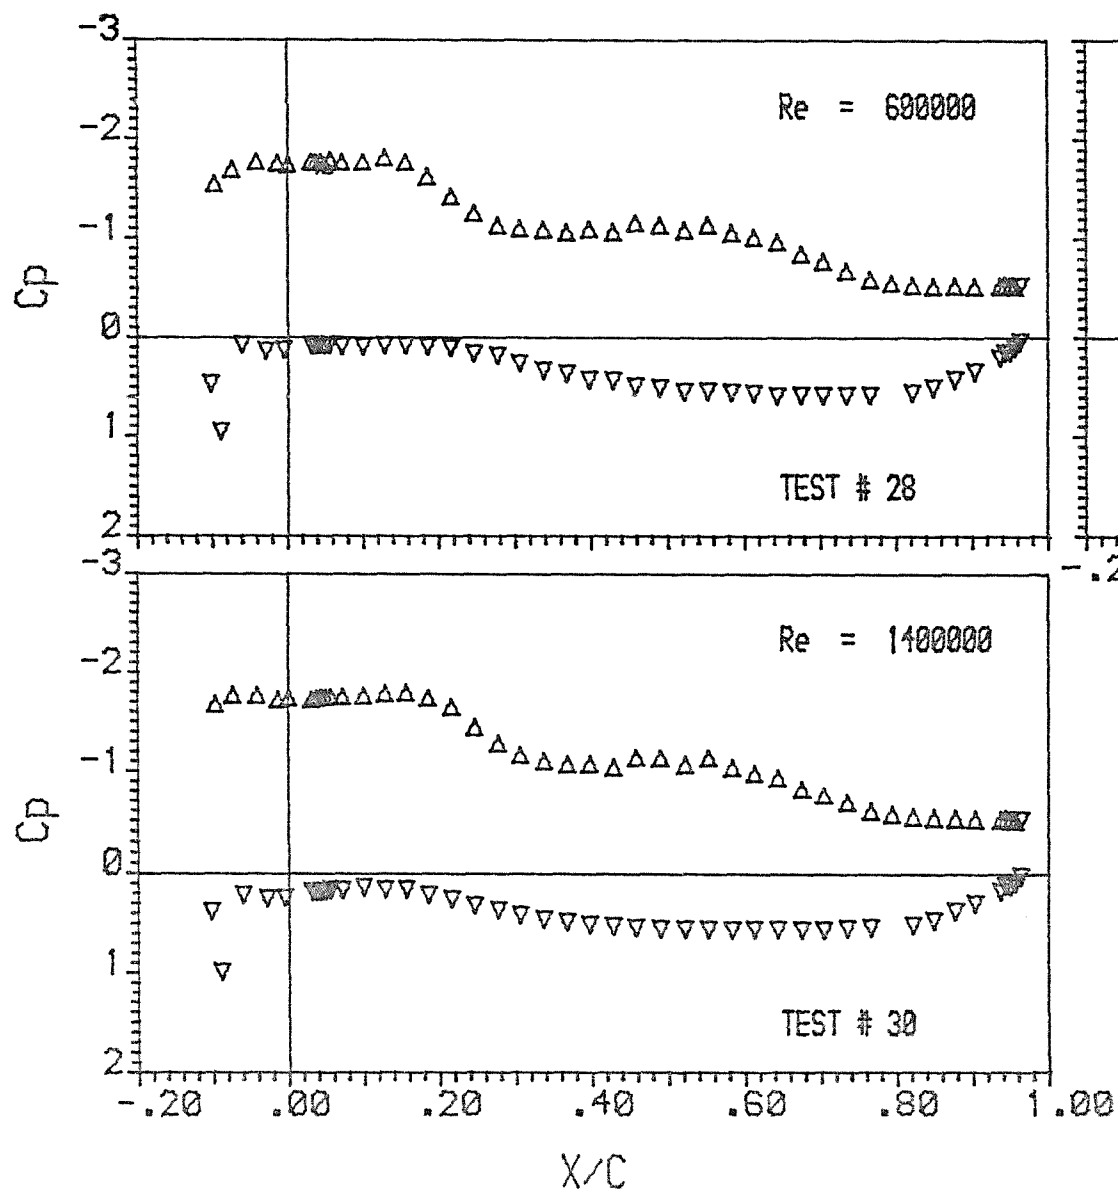 -3
Re = 600000
-2
-1
Cp
0
1
TEST # 28
2
-.2
-3
Re = 1400000
-2
-1
Cp
0
1
TEST # 30
2
-.20 .00 .20 .40 .60 .80 1.00
X/C